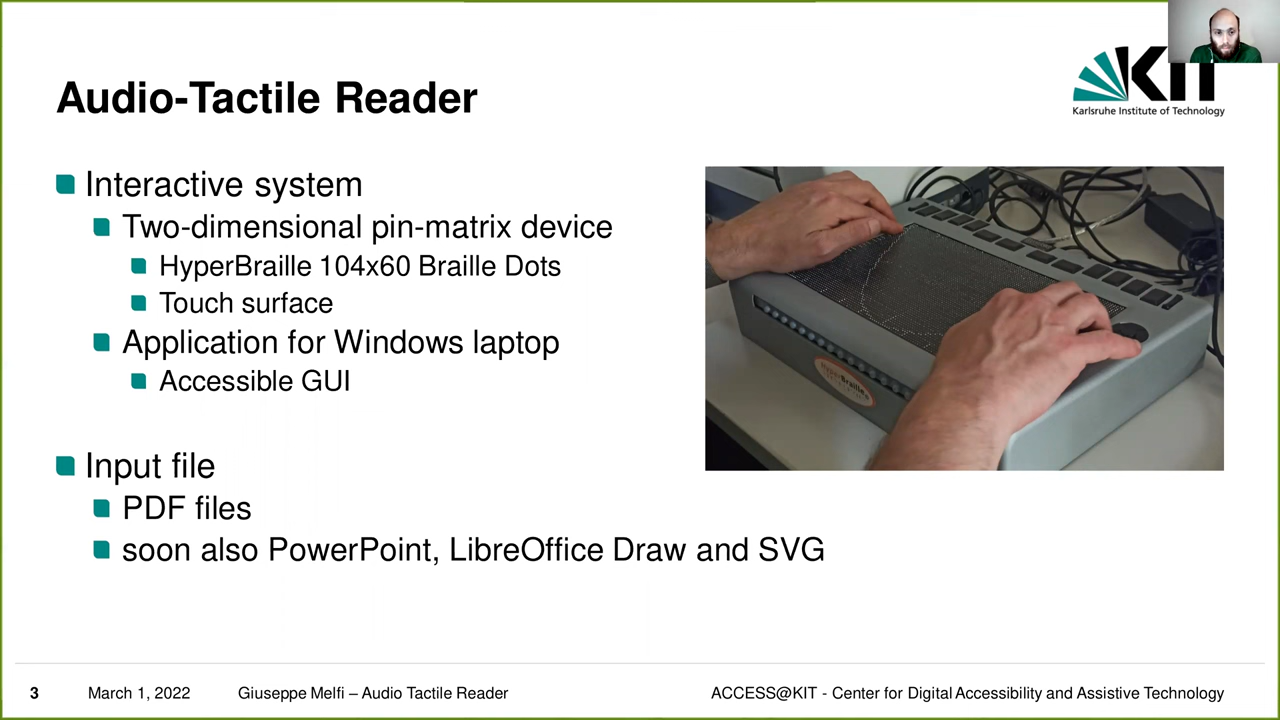 Audio-Tactile Reader
KIT
Karlsruhe Institute of Technology
Interactive system
Two-dimensional pin-matrix device
HyperBraille 104x60 Braille Dots
Touch surface
Application for Windows laptop
Accessible GUI
HyperBraille
Input file
PDF files
soon also PowerPoint, LibreOffice Draw and SVG
3 March 1, 2022 Giuseppe Melfi – Audio Tactile Reader ACCESS@KIT - Center for Digital Accessibility and Assistive Technology